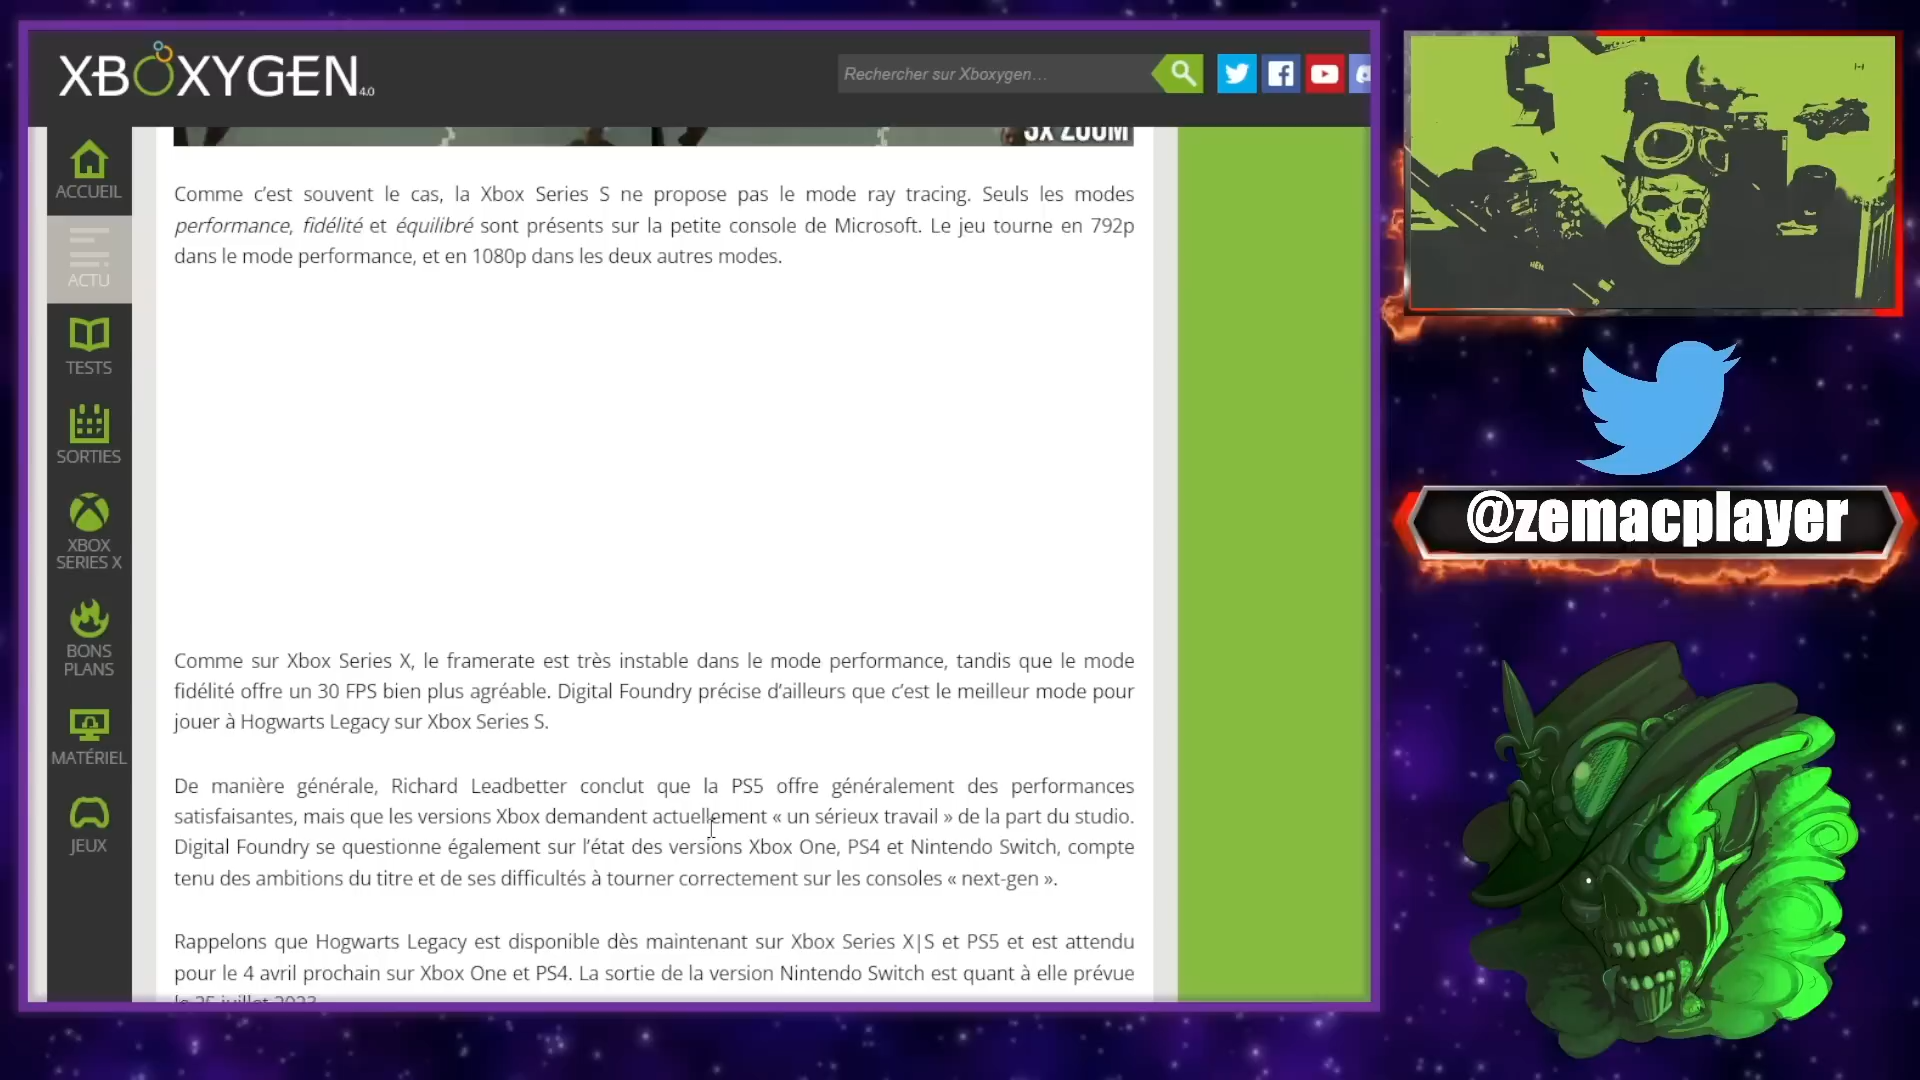 XBOXYGEN 4.0
Rechercher sur Xboxygen...
3X ZOOM
ACCUEIL
ACTU
TESTS
SORTIES
XBOX
SERIES X
BONS
PLANS
MATÉRIEL
JEUX
Comme c'est souvent le cas, la Xbox Series S ne propose pas le mode ray tracing. Seuls les modes
performance, fidélité et équilibré sont présents sur la petite console de Microsoft. Le jeu tourne en 792p
dans le mode performance, et en 1080p dans les deux autres modes.
Comme sur Xbox Series X, le framerate est très instable dans le mode performance, tandis que le mode
fidélité offre un 30 FPS bien plus agréable. Digital Foundry précise d'ailleurs que c'est le meilleur mode pour
jouer à Hogwarts Legacy sur Xbox Series S.
De manière générale, Richard Leadbetter conclut que la PS5 offre généralement des performances
satisfaisantes, mais que les versions Xbox demandent actuellement « un sérieux travail » de la part du studio.
Digital Foundry se questionne également sur l'état des versions Xbox One, PS4 et Nintendo Switch, compte
tenu des ambitions du titre et de ses difficultés à tourner correctement sur les consoles « next-gen ».
Rappelons que Hogwarts Legacy est disponible dès maintenant sur Xbox Series X|S et PS5 et est attendu
pour le 4 avril prochain sur Xbox One et PS4. La sortie de la version Nintendo Switch est quant à elle prévue
le 25 juillet 2023
@zemacplayer